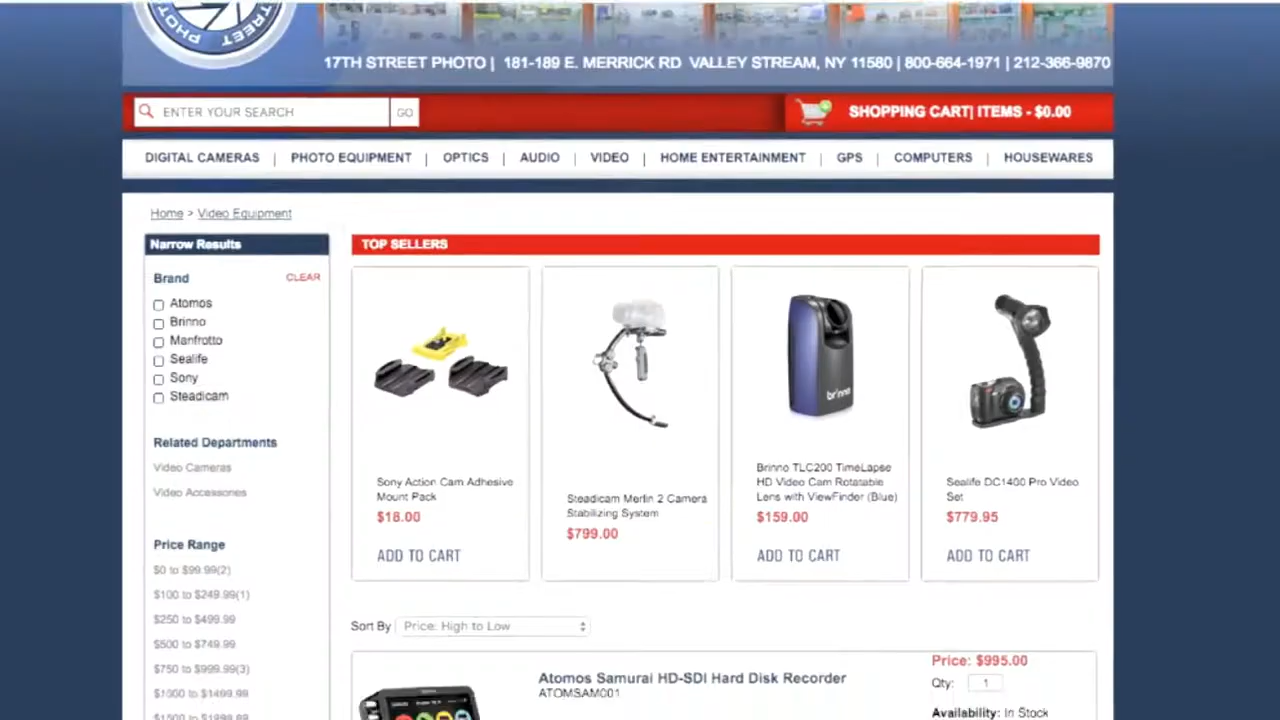 STREET PHOTO
17TH STREET PHOTO | 181-189 E. MERRICK RD VALLEY STREAM, NY 11580 | 800-664-1971 | 212-366-9870
ENTER YOUR SEARCH GO
SHOPPING CART| ITEMS - $0.00
DIGITAL CAMERAS | PHOTO EQUIPMENT | OPTICS | AUDIO | VIDEO | HOME ENTERTAINMENT | GPS | COMPUTERS | HOUSEWARES
Home > Video Equipment
Narrow Results
Brand CLEAR
Atomos
Brinno
Manfrotto
Sealife
Sony
Steadicam
Related Departments
Video Cameras
Video Accessories
Price Range
$0 to $99.99(2)
$100 to $249.99(1)
$250 to $499.99
$500 to $749.99
$750 to $999.99(3)
$1000 to $1499.99
$1500 to $1999.99
TOP SELLERS
Sony Action Cam Adhesive
Mount Pack
$18.00
ADD TO CART
Steadicam Merlin 2 Camera
Stabilizing System
$799.00
brinno
Brinno TLC200 TimeLapse
HD Video Cam Rotatable
Lens with ViewFinder (Blue)
$159.00
ADD TO CART
Sealife DC1400 Pro Video
Set
$779.95
ADD TO CART
Sort By Price: High to Low
Atomos Samurai HD-SDI Hard Disk Recorder
ATOMSAM001
Price: $995.00
Qty: 1
Availability: In Stock